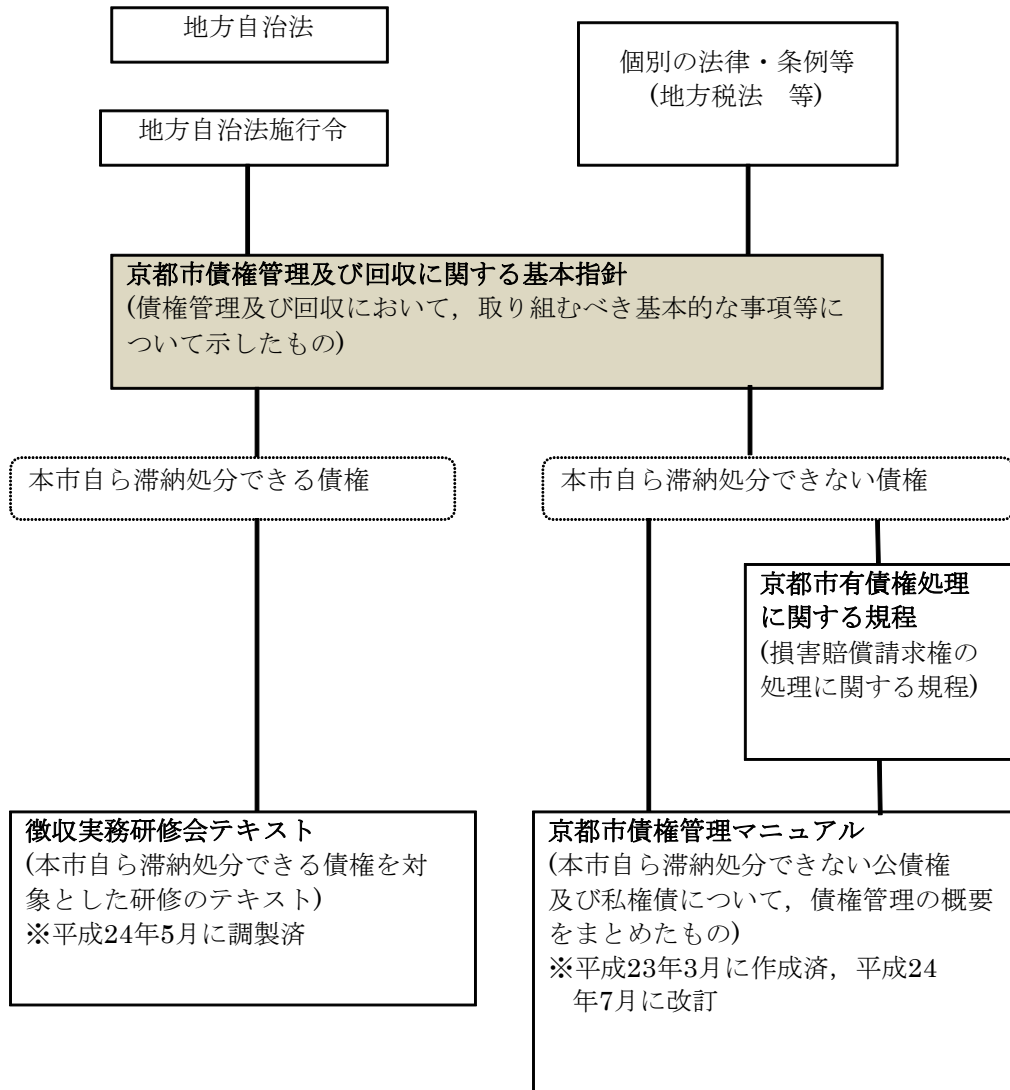 地方自治法
個別の法律・条例等
(地方税法　等)
地方自治法施行令
京都市債権管理及び回収に関する基本指針
(債権管理及び回収において，取り組むべき基本的な事項等に
ついて示したもの)
本市自ら滞納処分できる債権
本市自ら滞納処分できない債権
京都市有債権処理
に関する規程
(損害賠償請求権の
処理に関する規程)
徴収実務研修会テキスト
(本市自ら滞納処分できる債権を対
象とした研修のテキスト)
※平成24年5月に調製済
京都市債権管理マニュアル
(本市自ら滞納処分できない公債権
及び私権債について，債権管理の概要
をまとめたもの)
※平成23年3月に作成済，平成24
年7月に改訂